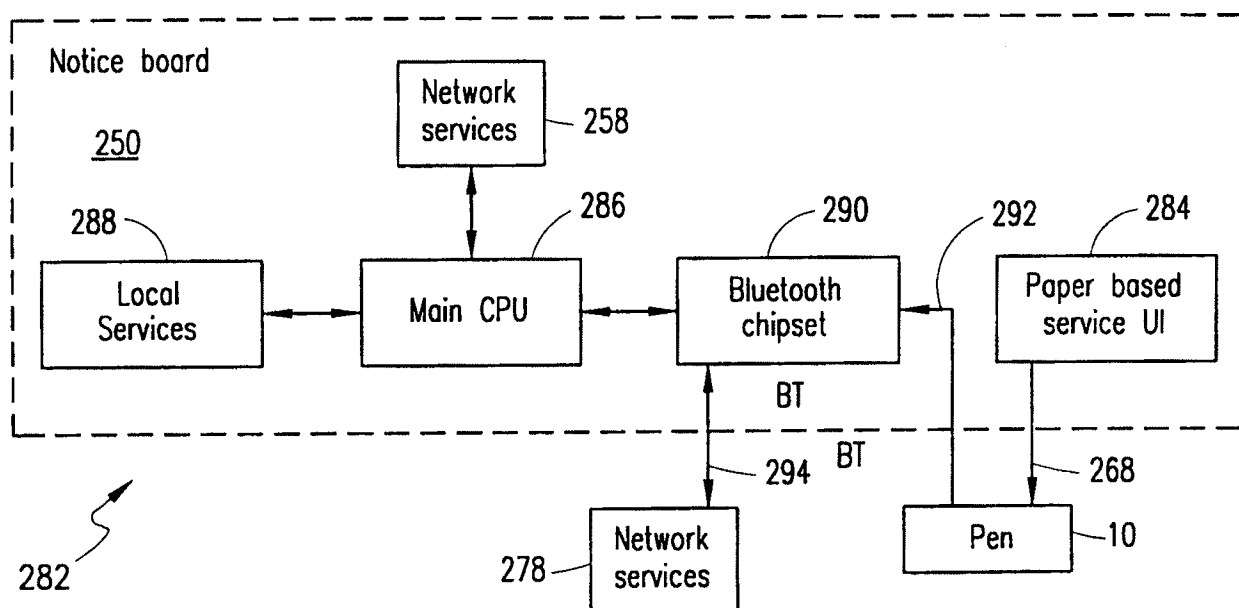 Notice board
250
Network
services
258
288
286
290
292
284
Local
Services
Main CPU
Bluetooth
chipset
Paper based
service UI
BT
BT
294
268
282
278
Network
services
Pen
10